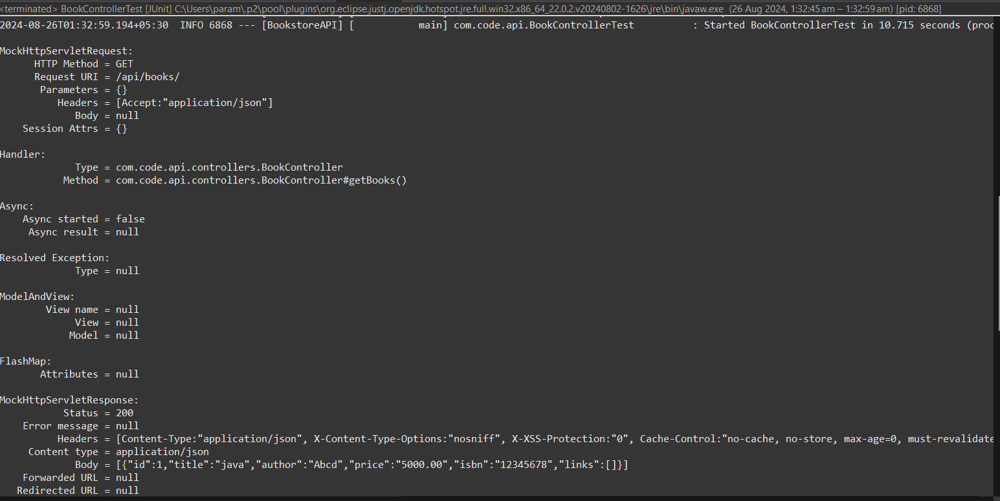 <terminated> BookControllerTest [JUnit] C:\Users\param\.p2\pool\plugins\org.eclipse.justj.openjdk.hotspot.jre.full.win32.x86_64_22.0.2.v20240802-1626\jre\bin\javaw.exe (26 Aug 2024, 1:32:45 am – 1:32:59 am) [pid: 6868]
2024-08-26T01:32:59.194+05:30  INFO 6868 --- [BookstoreAPI] [           main] com.code.api.BookControllerTest          : Started BookControllerTest in 10.715 seconds (proc
MockHttpServletRequest:
      HTTP Method = GET
      Request URI = /api/books/
       Parameters = {}
          Headers = [Accept:"application/json"]
             Body = null
    Session Attrs = {}
Handler:
             Type = com.code.api.controllers.BookController
           Method = com.code.api.controllers.BookController#getBooks()
Async:
    Async started = false
     Async result = null
Resolved Exception:
             Type = null
ModelAndView:
        View name = null
             View = null
            Model = null
FlashMap:
       Attributes = null
MockHttpServletResponse:
           Status = 200
    Error message = null
          Headers = [Content-Type:"application/json", X-Content-Type-Options:"nosniff", X-XSS-Protection:"0", Cache-Control:"no-cache, no-store, max-age=0, must-revalidate
     Content type = application/json
             Body = [{"id":1,"title":"java","author":"Abcd","price":"5000.00","isbn":"12345678","links":[]}]
    Forwarded URL = null
   Redirected URL = null